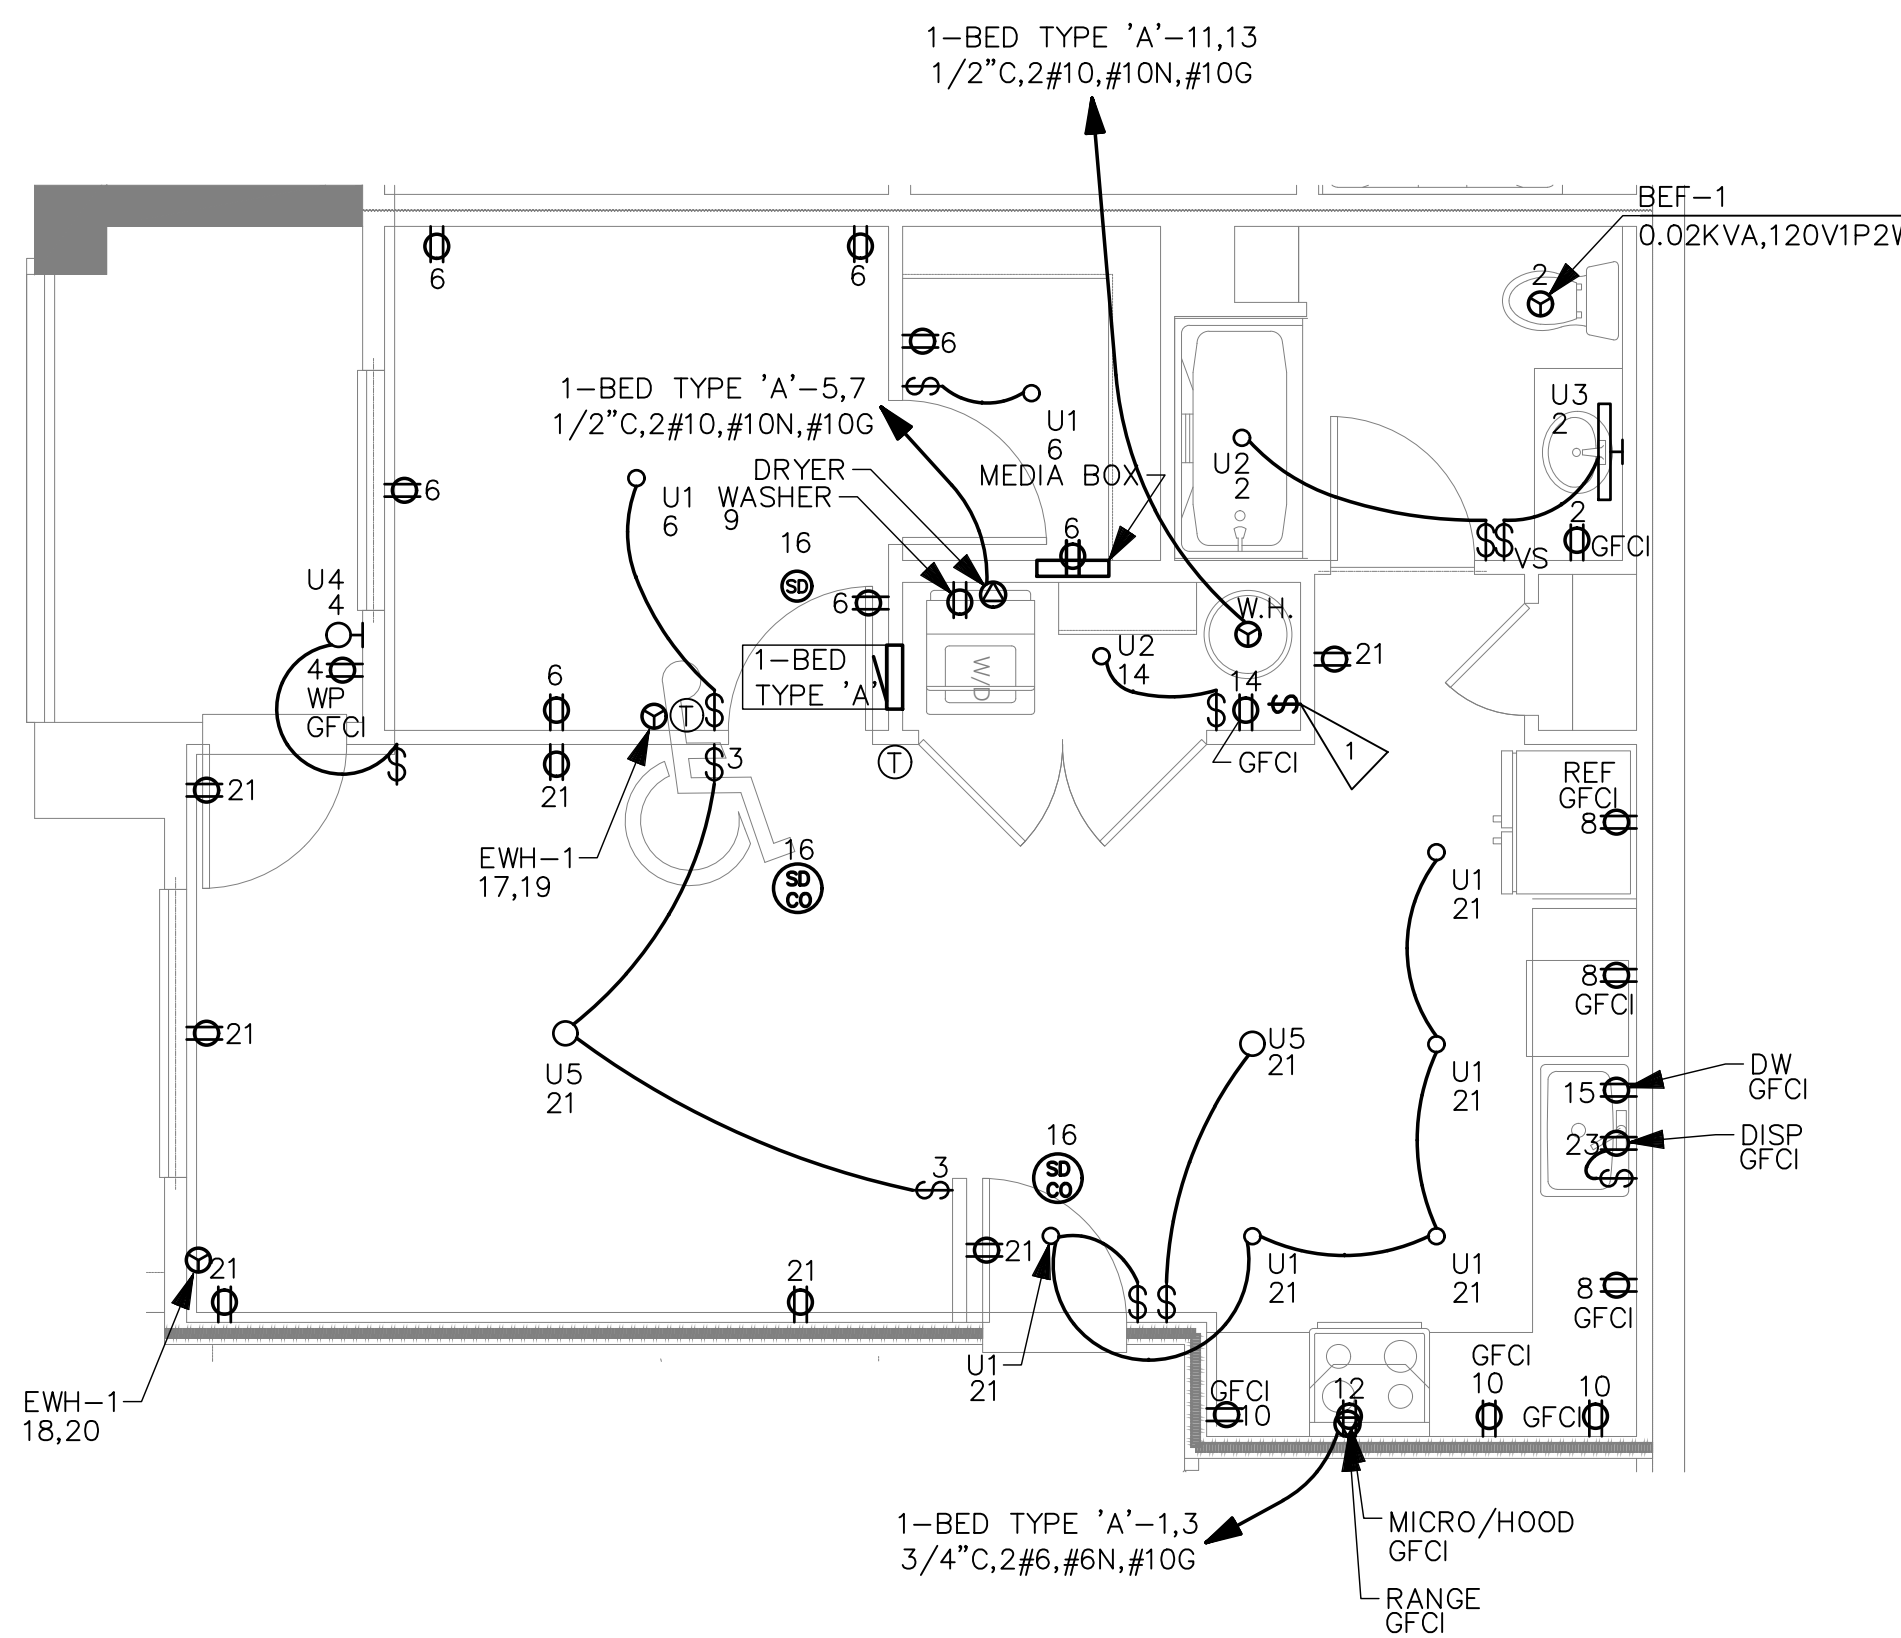 1-BED TYPE 'A'-11,13
1/2"C,2#10,#10N,#10G
BEF-1
0.02KVA,120V1P2W
6
6
2
6
1-BED TYPE 'A'-5,7
1/2"C,2#10,#10N,#10G
U1
6
U3
2
DRYER
WASHER
9
MEDIA BOX
U2
2
6
U1
6
16
SD
6
2
GFCI
$
$
$
$
VS
U4
4
6
W.H.
4
WP
GFCI
1-BED
TYPE 'A'
W/D
U2
14
21
6
T
$
$
14
$
1
GFCI
$
21
21
$
3
T
REF
GFCI
8
EWH-1
17,19
16
SD
CO
U1
21
8
GFCI
21
U5
21
U5
21
U1
21
DW
GFCI
15
DISP
GFCI
23
$
16
SD
CO
3
$
21
U1
21
U1
21
21
21
$
$
8
GFCI
EWH-1
18,20
U1
21
GFCI
10
12
GFCI
10
10
GFCI
1-BED TYPE 'A'-1,3
3/4"C,2#6,#6N,#10G
MICRO/HOOD
GFCI
RANGE
GFCI